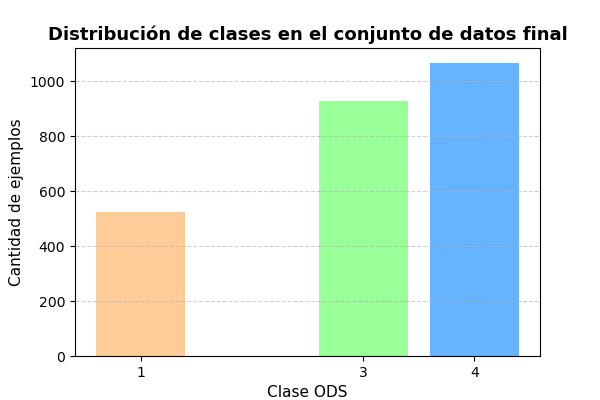 Distribución de clases en el conjunto de datos final
Cantidad de ejemplos
1000
800
600
400
200
0
1 3 4
Clase ODS